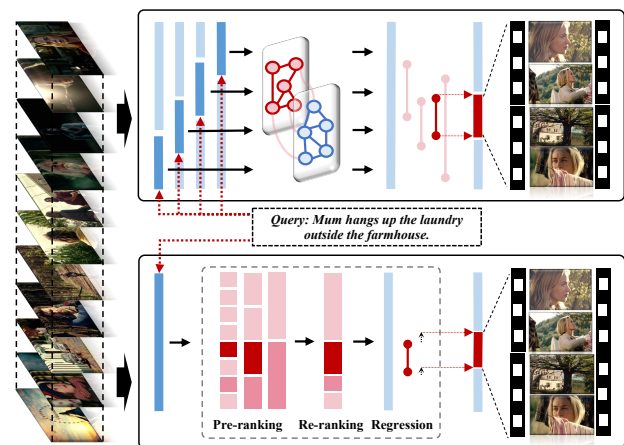 Query: Mum hangs up the laundry
outside the farmhouse.
Pre-ranking Re-ranking Regression